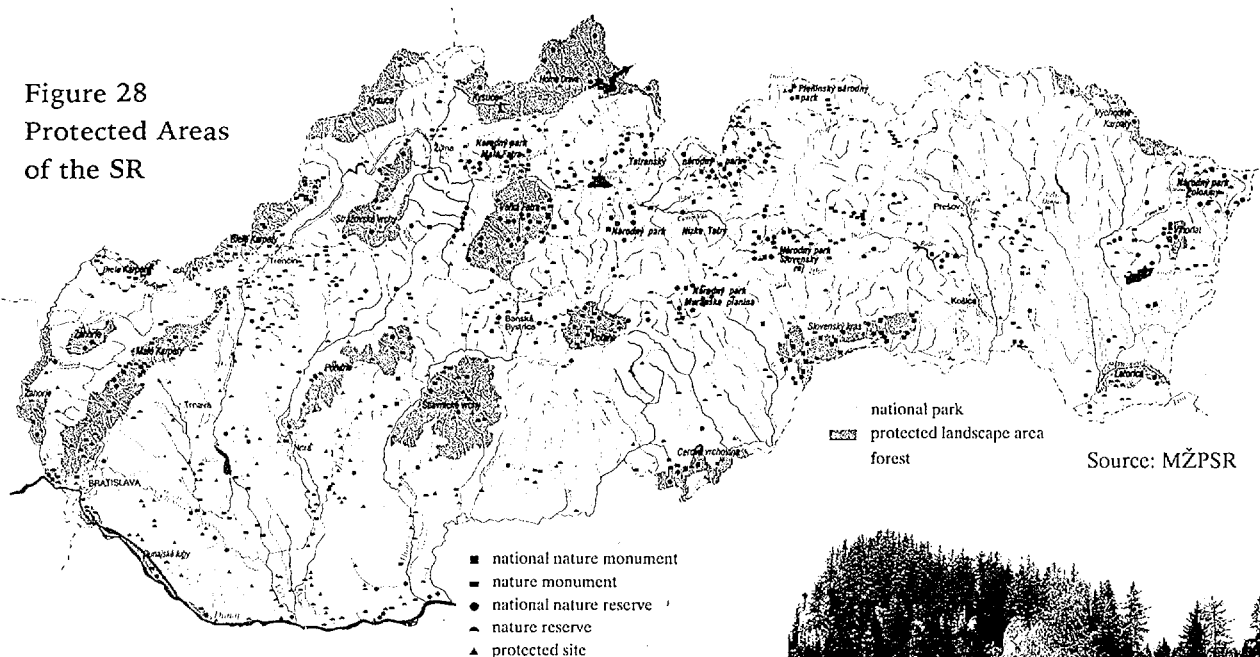 Figure 28
Protected Areas
of the SR
Kysuce
Kysuce
Horná Orava
Pieninský národný
park
Východné
Karpaty
Žilina
Národný park
Malá Fatra
Tatranský národný park
Národný park
Poloniny
Strážovské vrchy
Veľká Fatra
Prešov
Vihorlat
Biele Karpaty
Národný park Nízke Tatry
Trenčín
Národný park
Slovenský
raj
Biele Karpaty
Národný park
Muránska planina
Košice
Banská
Bystrica
Záhorie
Malé Karpaty
Poľana
Slovenský kras
Ponitrie
Latorica
Záhorie
Štiavnické vrchy
Trnava
Nitra
Cerová vrchovina
BRATISLAVA
Dunajské luhy
Dunaj
national park
protected landscape area
forest
Source: MŽPSR
national nature monument
nature monument
national nature reserve
nature reserve
protected site